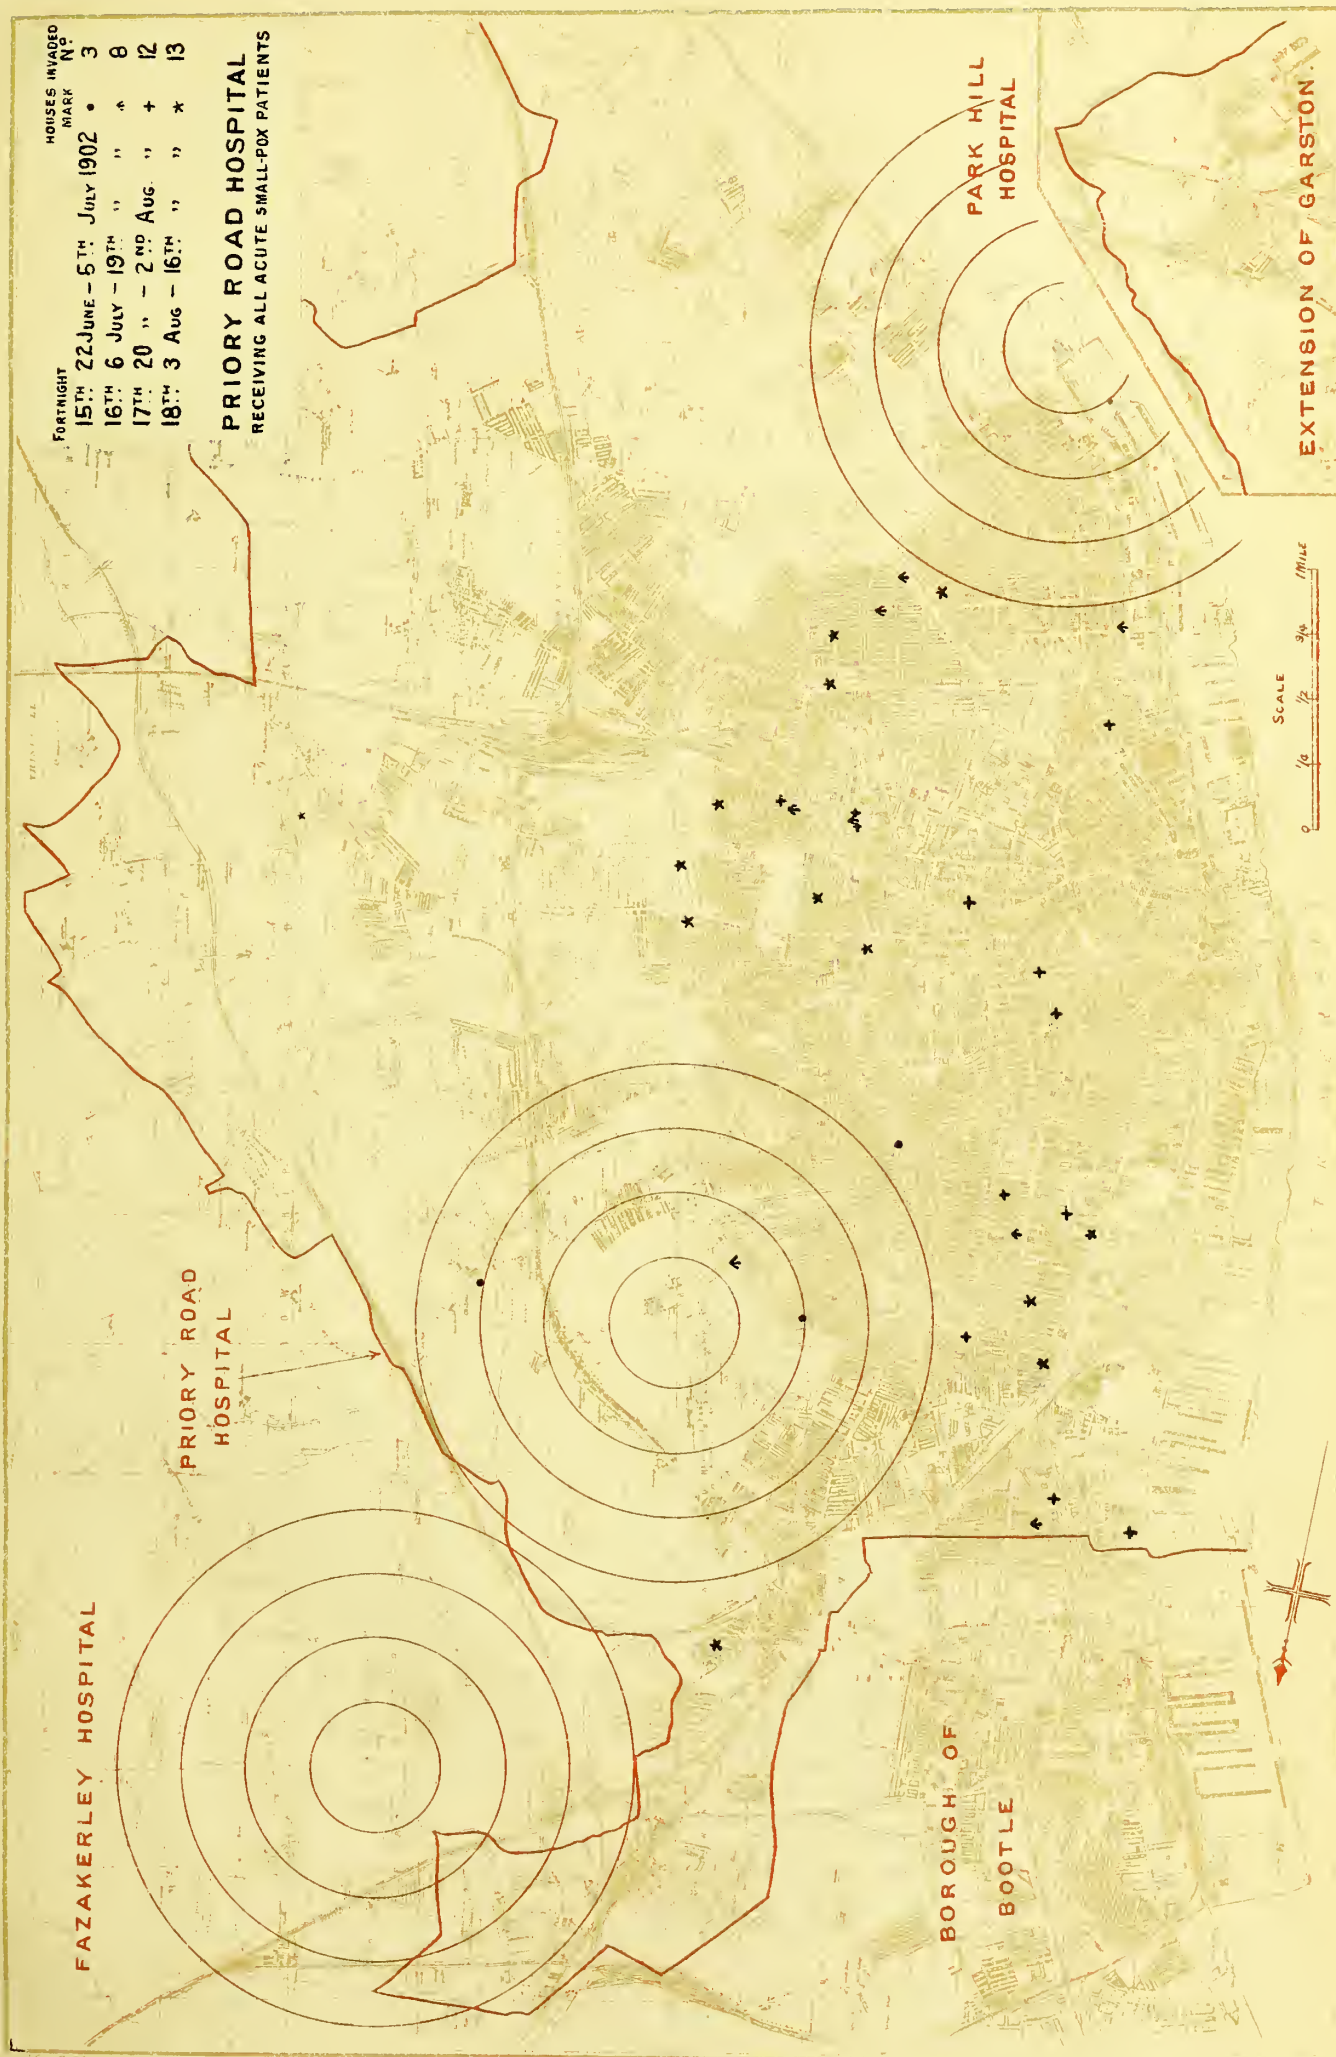 HOUSES INVADED
FORTNIGHT MARK No.
15TH .. 22 JUNE - 5TH JULY 1902 • 3
16TH .. 6 JULY - 19TH " " ↑ 8
17TH 20 " - 2ND AUG. " + 12
18TH 3 AUG - 16TH " " * 13
PRIORY ROAD HOSPITAL
RECEIVING ALL ACUTE SMALL-POX PATIENTS
FAZAKERLEY HOSPITAL
PRIORY ROAD
HOSPITAL
PARK HILL
HOSPITAL
BOROUGH OF
BOOTLE
EXTENSION OF GARSTON.
SCALE
0 1/4 1/2 3/4 1 MILE